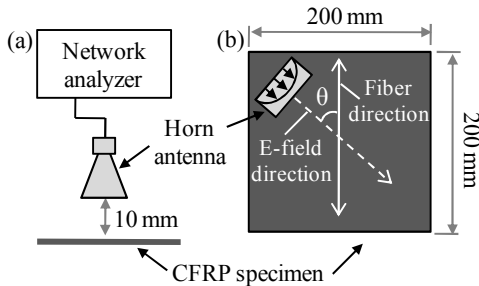 (a)
Network
analyzer
Horn
antenna
10 mm
CFRP specimen
(b)
200 mm
θ
Fiber
direction
E-field
direction
200 mm